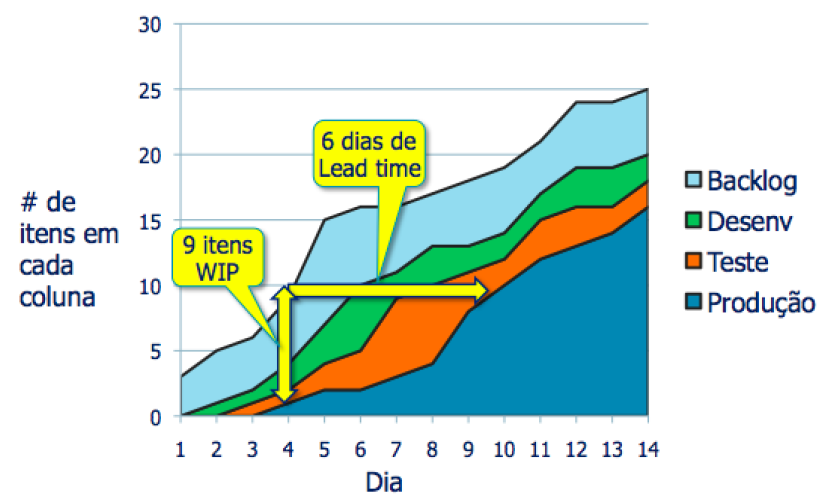 30
25
20
15
10
5
0
# de
itens em
cada
coluna
6 dias de
Lead time
9 itens
WIP
1 2 3 4 5 6 7 8 9 10 11 12 13 14
Dia
Backlog
Desenv
Teste
Produção